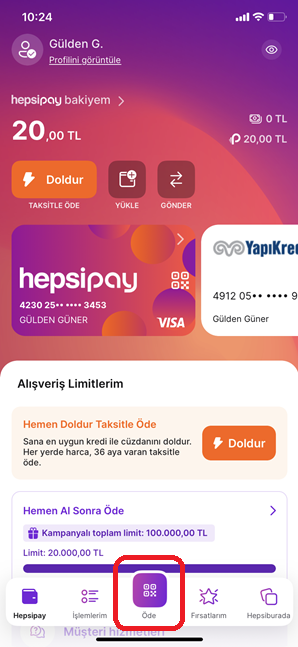 10:24
Gülden G.
Profilini görüntüle
hepsipay bakiyem
20,00 TL
0 TL
20,00 TL
Doldur
TAKSİTLE ÖDE
YÜKLE
GÖNDER
hepsipay
4230 25•• •••• 3453
GÜLDEN GÜNER
VISA
YapıKre
4912 05•• •••• 9
Gülden Güner
Alışveriş Limitlerim
Hemen Doldur Taksitle Öde
Sana en uygun kredi ile cüzdanını doldur.
Her yerde harca, 36 aya varan taksitle
öde.
Doldur
Hemen Al Sonra Öde
Kampanyalı toplam limit: 100.000,00 TL
Limit: 20.000,00 TL
Hepsipay
İşlemlerim
Öde
Fırsatlarım
Hepsiburada
Müşteri hizmetleri